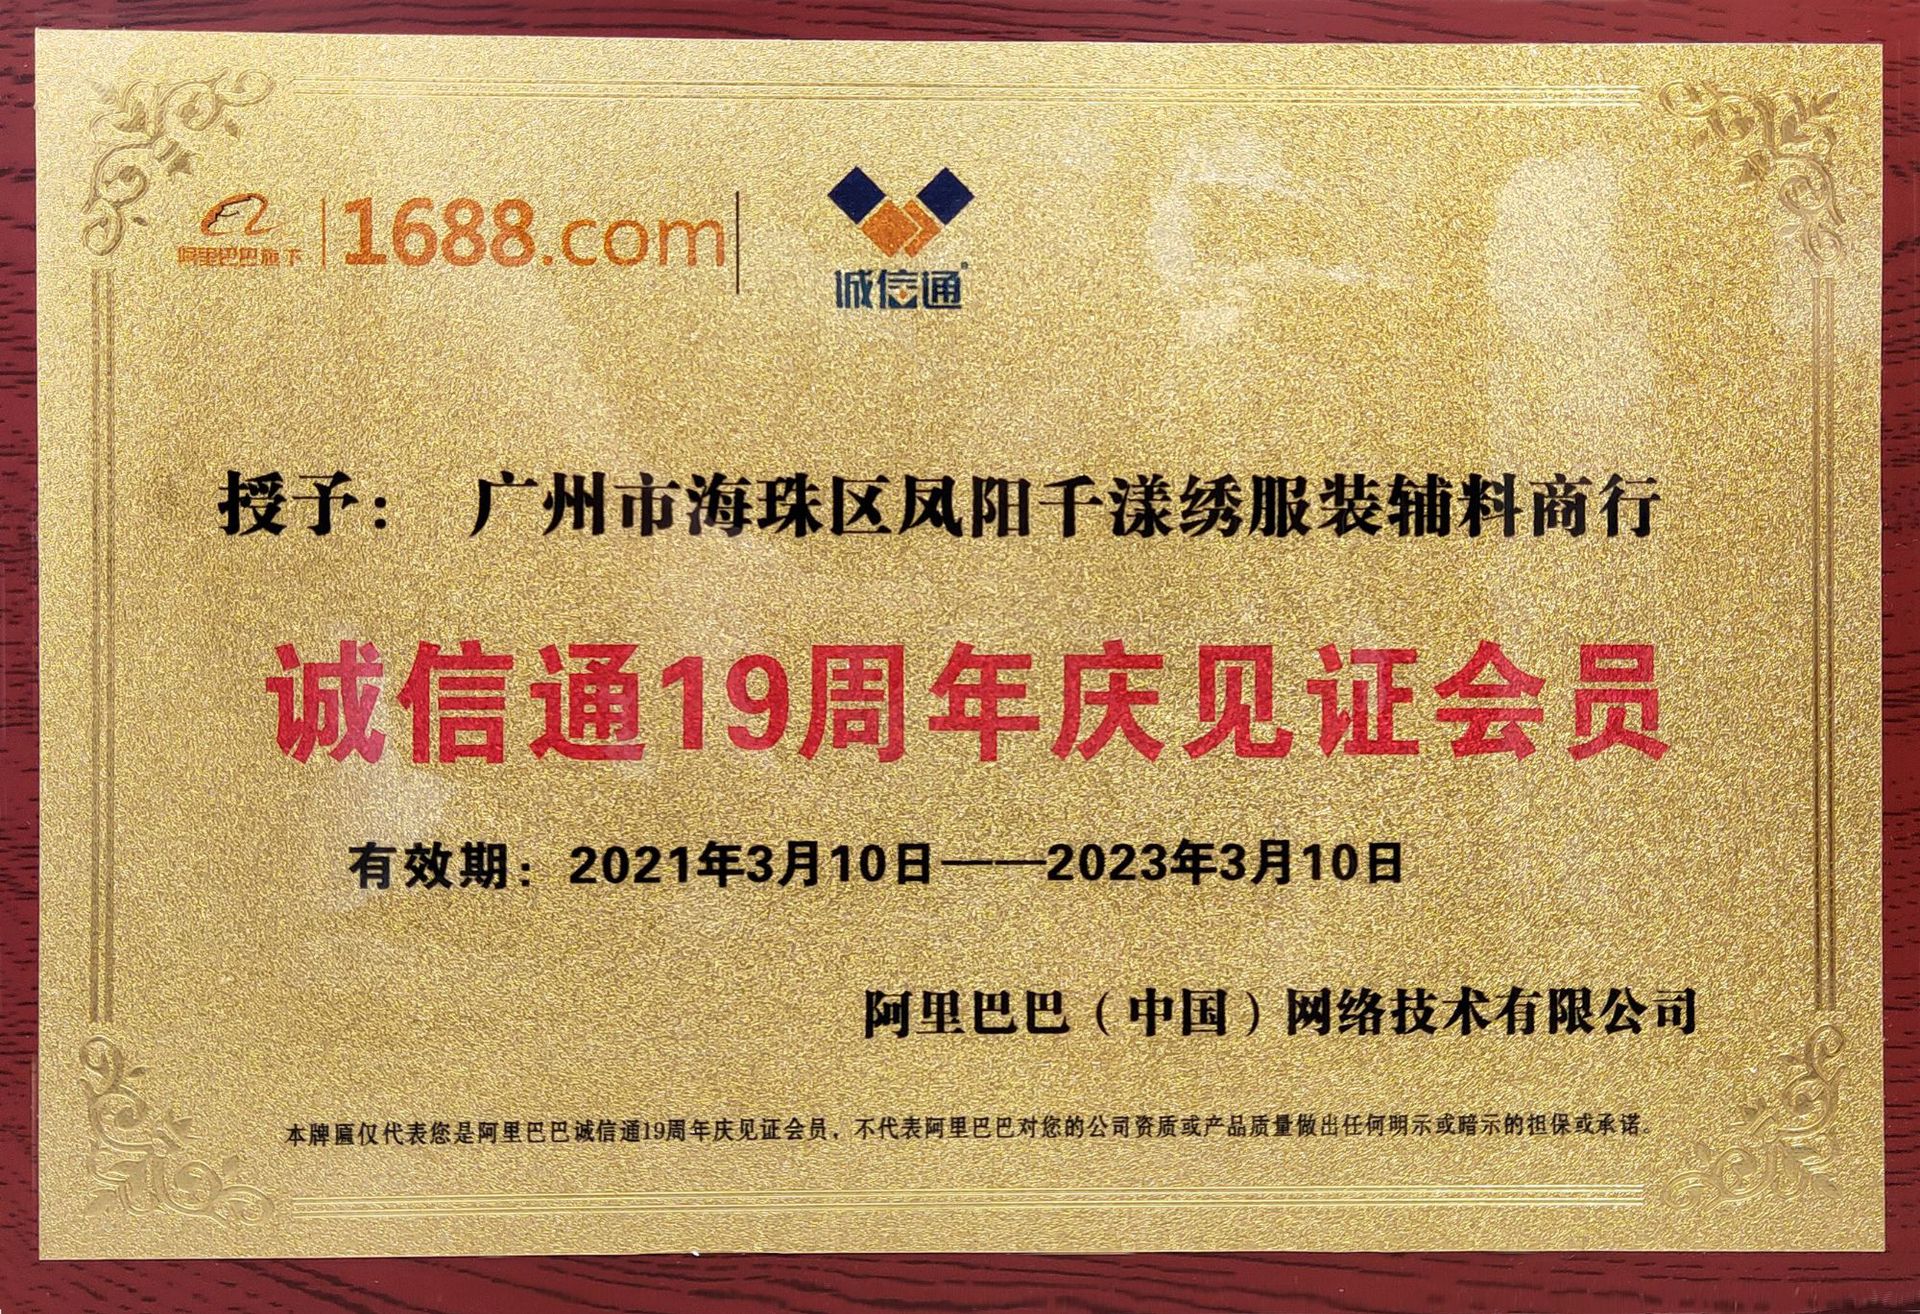 阿里巴巴旗下 1688.com 诚信通®
授予： 广州市海珠区凤阳千漾绣服装辅料商行
诚信通19周年庆见证会员
有效期：2021年3月10日——2023年3月10日
阿里巴巴（中国）网络技术有限公司
本牌匾仅代表您是阿里巴巴诚信通19周年庆见证会员，不代表阿里巴巴对您的公司资质或产品质量做出任何明示或暗示的担保或承诺。